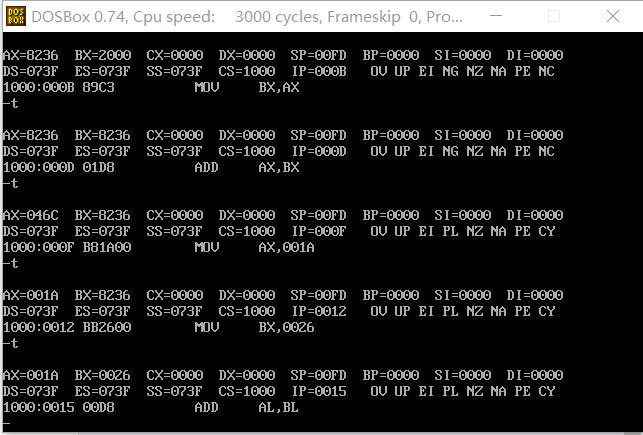 DOSBox 0.74, Cpu speed: 3000 cycles, Frameskip 0, Pro...
AX=8236 BX=2000 CX=0000 DX=0000 SP=00FD BP=0000 SI=0000 DI=0000
DS=073F ES=073F SS=073F CS=1000 IP=000B OV UP EI NG NZ NA PE NC
1000:000B 89C3 MOV BX,AX
-t
AX=8236 BX=8236 CX=0000 DX=0000 SP=00FD BP=0000 SI=0000 DI=0000
DS=073F ES=073F SS=073F CS=1000 IP=000D OV UP EI NG NZ NA PE NC
1000:000D 01D8 ADD AX,BX
-t
AX=046C BX=8236 CX=0000 DX=0000 SP=00FD BP=0000 SI=0000 DI=0000
DS=073F ES=073F SS=073F CS=1000 IP=000F OV UP EI PL NZ NA PE CY
1000:000F B81A00 MOV AX,001A
-t
AX=001A BX=8236 CX=0000 DX=0000 SP=00FD BP=0000 SI=0000 DI=0000
DS=073F ES=073F SS=073F CS=1000 IP=0012 OV UP EI PL NZ NA PE CY
1000:0012 BB2600 MOV BX,0026
-t
AX=001A BX=0026 CX=0000 DX=0000 SP=00FD BP=0000 SI=0000 DI=0000
DS=073F ES=073F SS=073F CS=1000 IP=0015 OV UP EI PL NZ NA PE CY
1000:0015 00D8 ADD AL,BL
-